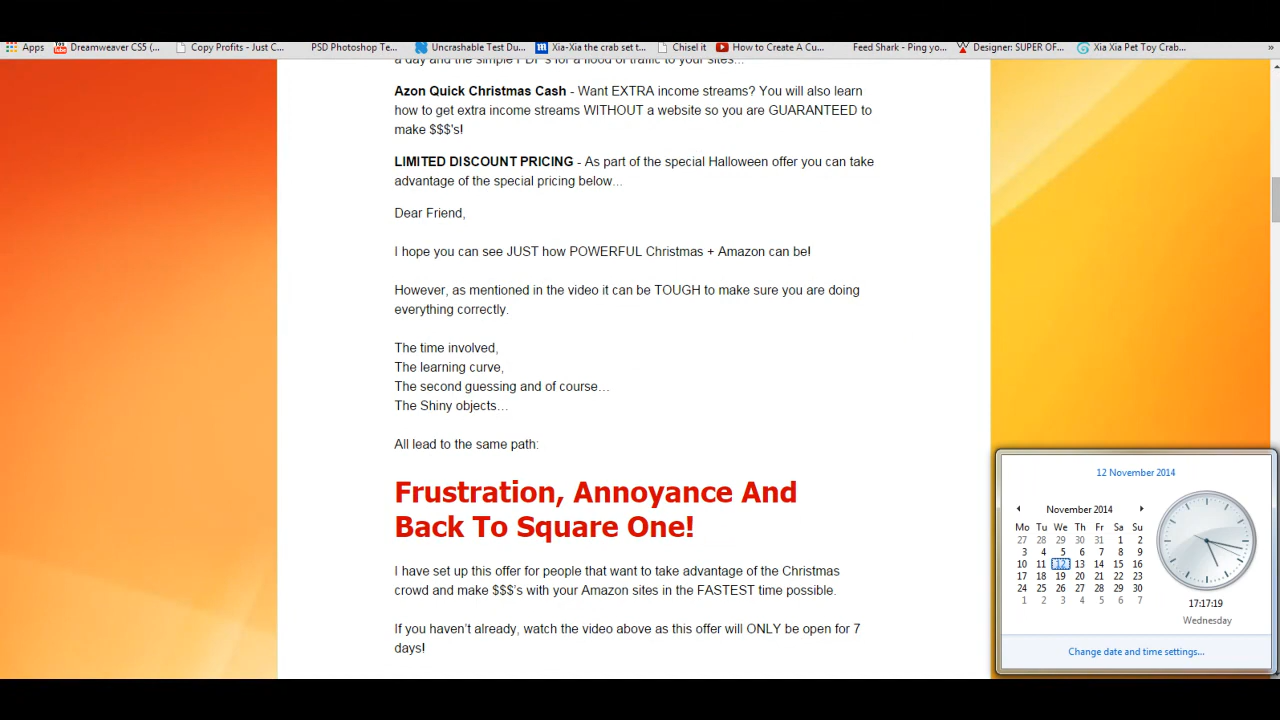 Apps
Dreamweaver CS5 (...
Copy Profits - Just C...
PSD Photoshop Te...
Uncrashable Test Du...
Xia-Xia the crab set t...
Chisel it
How to Create A Cu...
Feed Shark - Ping yo...
Designer: SUPER OF...
Xia Xia Pet Toy Crab...
»
a day and the simple PDF's for a flood of traffic to your sites...
Azon Quick Christmas Cash - Want EXTRA income streams? You will also learn
how to get extra income streams WITHOUT a website so you are GUARANTEED to
make $$$'s!
LIMITED DISCOUNT PRICING - As part of the special Halloween offer you can take
advantage of the special pricing below...
Dear Friend,
I hope you can see JUST how POWERFUL Christmas + Amazon can be!
However, as mentioned in the video it can be TOUGH to make sure you are doing
everything correctly.
The time involved,
The learning curve,
The second guessing and of course...
The Shiny objects...
All lead to the same path:
Frustration, Annoyance And
Back To Square One!
I have set up this offer for people that want to take advantage of the Christmas
crowd and make $$$'s with your Amazon sites in the FASTEST time possible.
If you haven't already, watch the video above as this offer will ONLY be open for 7
days!
12 November 2014
November 2014
Mo Tu We Th Fr Sa Su
27 28 29 30 31 1 2
3 4 5 6 7 8 9
10 11 12 13 14 15 16
17 18 19 20 21 22 23
24 25 26 27 28 29 30
1 2 3 4 5 6 7
17:17:19
Wednesday
Change date and time settings...